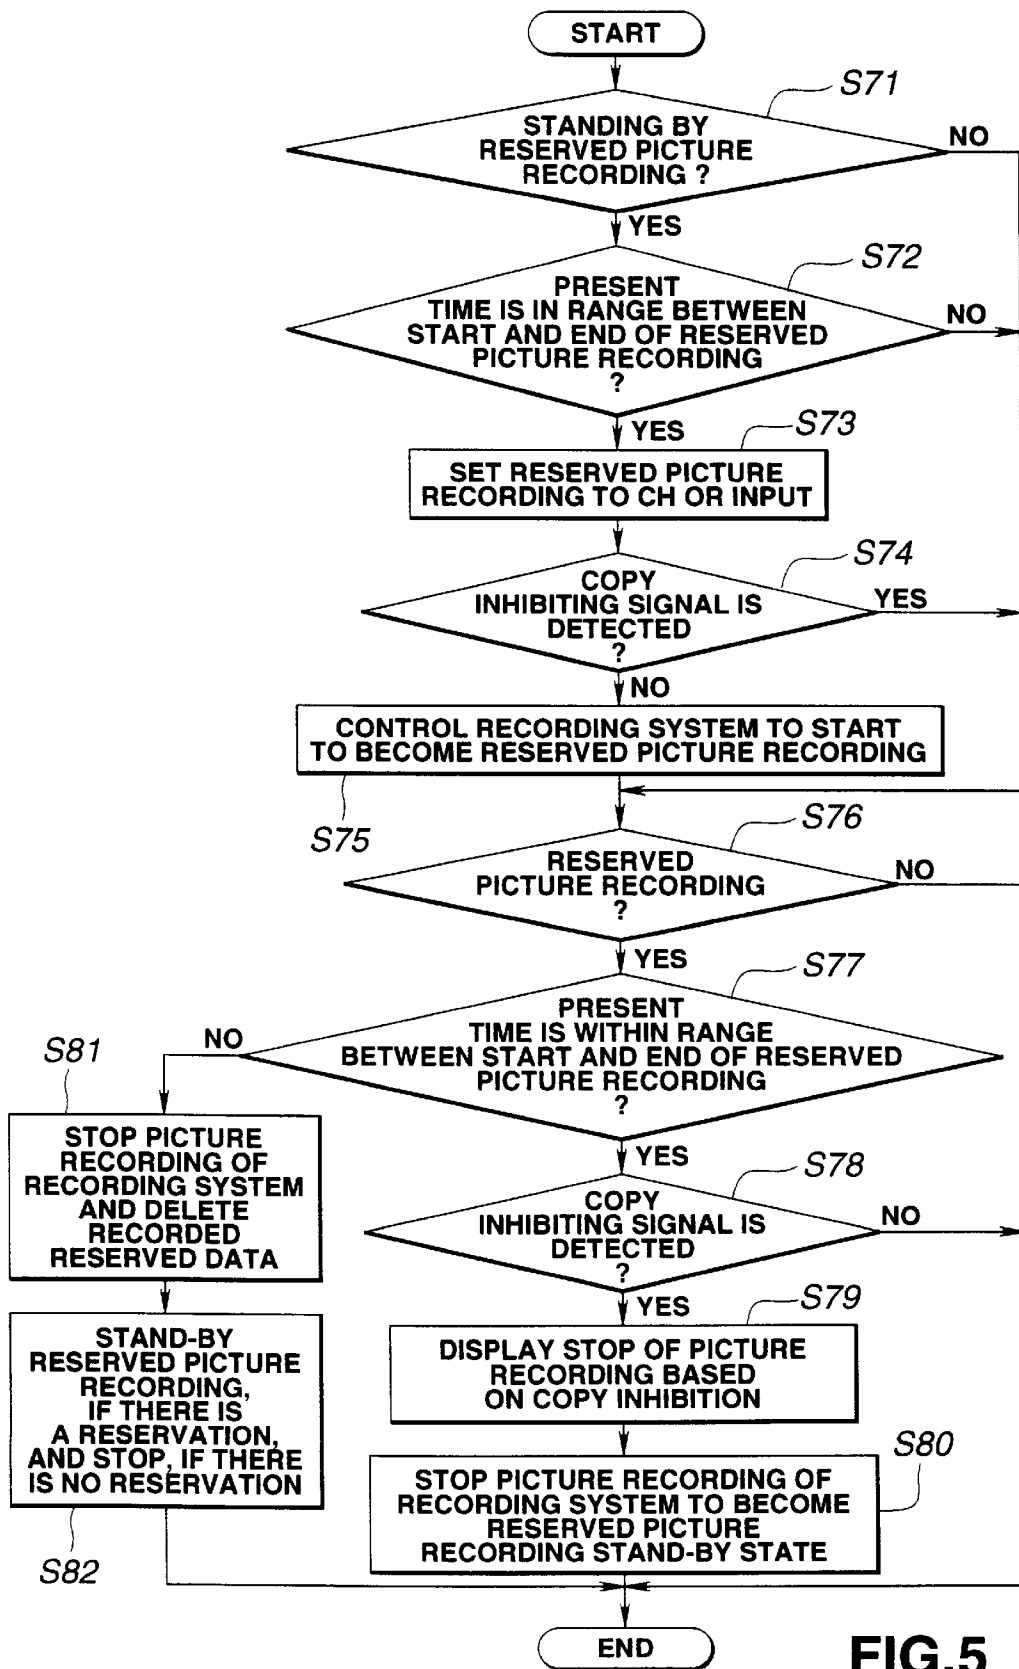 START
S71
STANDING BY
RESERVED PICTURE
RECORDING ?
NO
YES
S72
PRESENT
TIME IS IN RANGE BETWEEN
START AND END OF RESERVED
PICTURE RECORDING
?
NO
YES
S73
SET RESERVED PICTURE
RECORDING TO CH OR INPUT
S74
COPY
INHIBITING SIGNAL IS
DETECTED
?
YES
NO
CONTROL RECORDING SYSTEM TO START
TO BECOME RESERVED PICTURE RECORDING
S75
S76
RESERVED
PICTURE RECORDING
?
NO
YES
S77
PRESENT
TIME IS WITHIN RANGE
BETWEEN START AND END OF RESERVED
PICTURE RECORDING
?
NO
YES
S81
STOP PICTURE
RECORDING OF
RECORDING SYSTEM
AND DELETE
RECORDED
RESERVED DATA
S78
COPY
INHIBITING SIGNAL IS
DETECTED
?
NO
YES
S79
DISPLAY STOP OF PICTURE
RECORDING BASED
ON COPY INHIBITION
STAND-BY
RESERVED PICTURE
RECORDING,
IF THERE IS
A RESERVATION,
AND STOP, IF THERE
IS NO RESERVATION
S82
S80
STOP PICTURE RECORDING OF
RECORDING SYSTEM TO BECOME
RESERVED PICTURE
RECORDING STAND-BY STATE
END
FIG.5